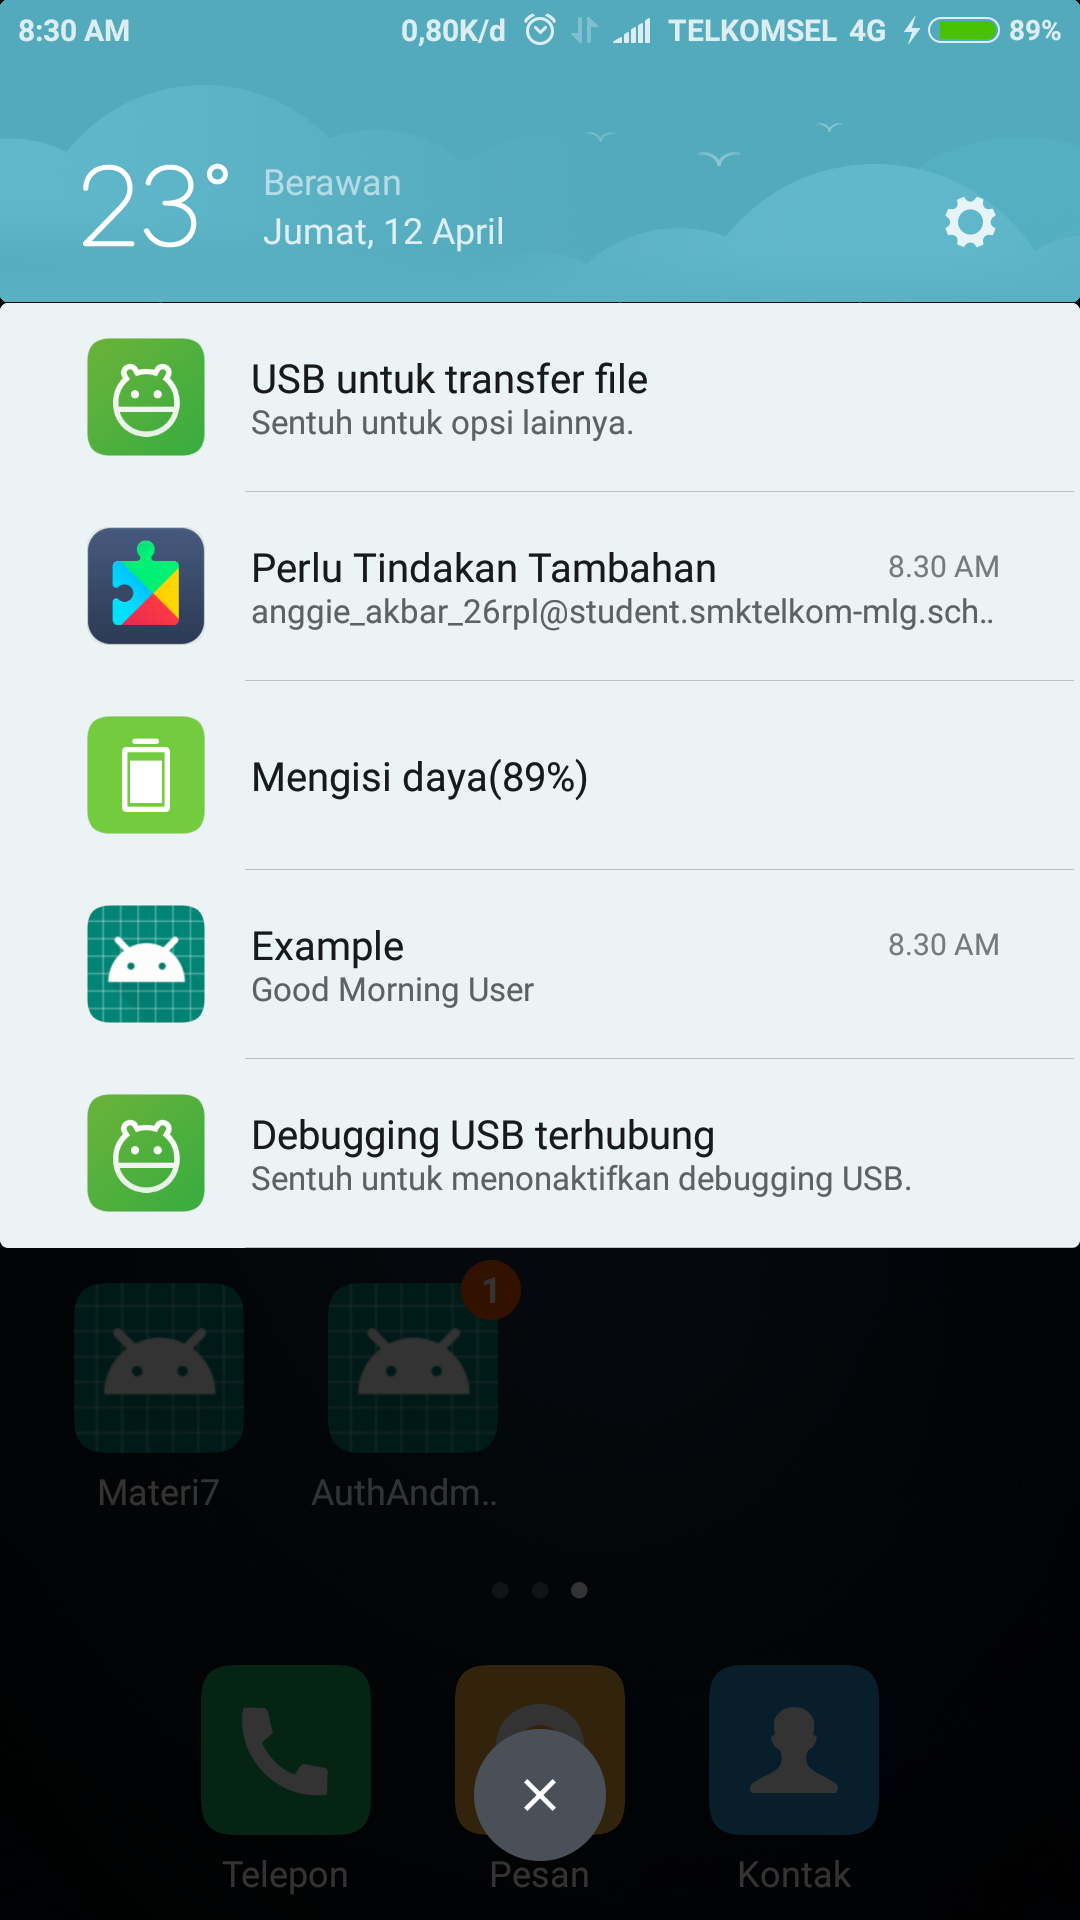 8:30 AM 0,80K/d TELKOMSEL 4G 89%
23°
Berawan
Jumat, 12 April
USB untuk transfer file
Sentuh untuk opsi lainnya.
Perlu Tindakan Tambahan 8.30 AM
anggie_akbar_26rpl@student.smktelkom-mlg.sch..
Mengisi daya(89%)
Example 8.30 AM
Good Morning User
Debugging USB terhubung
Sentuh untuk menonaktifkan debugging USB.
1
Materi7 AuthAndm..
Telepon Pesan Kontak